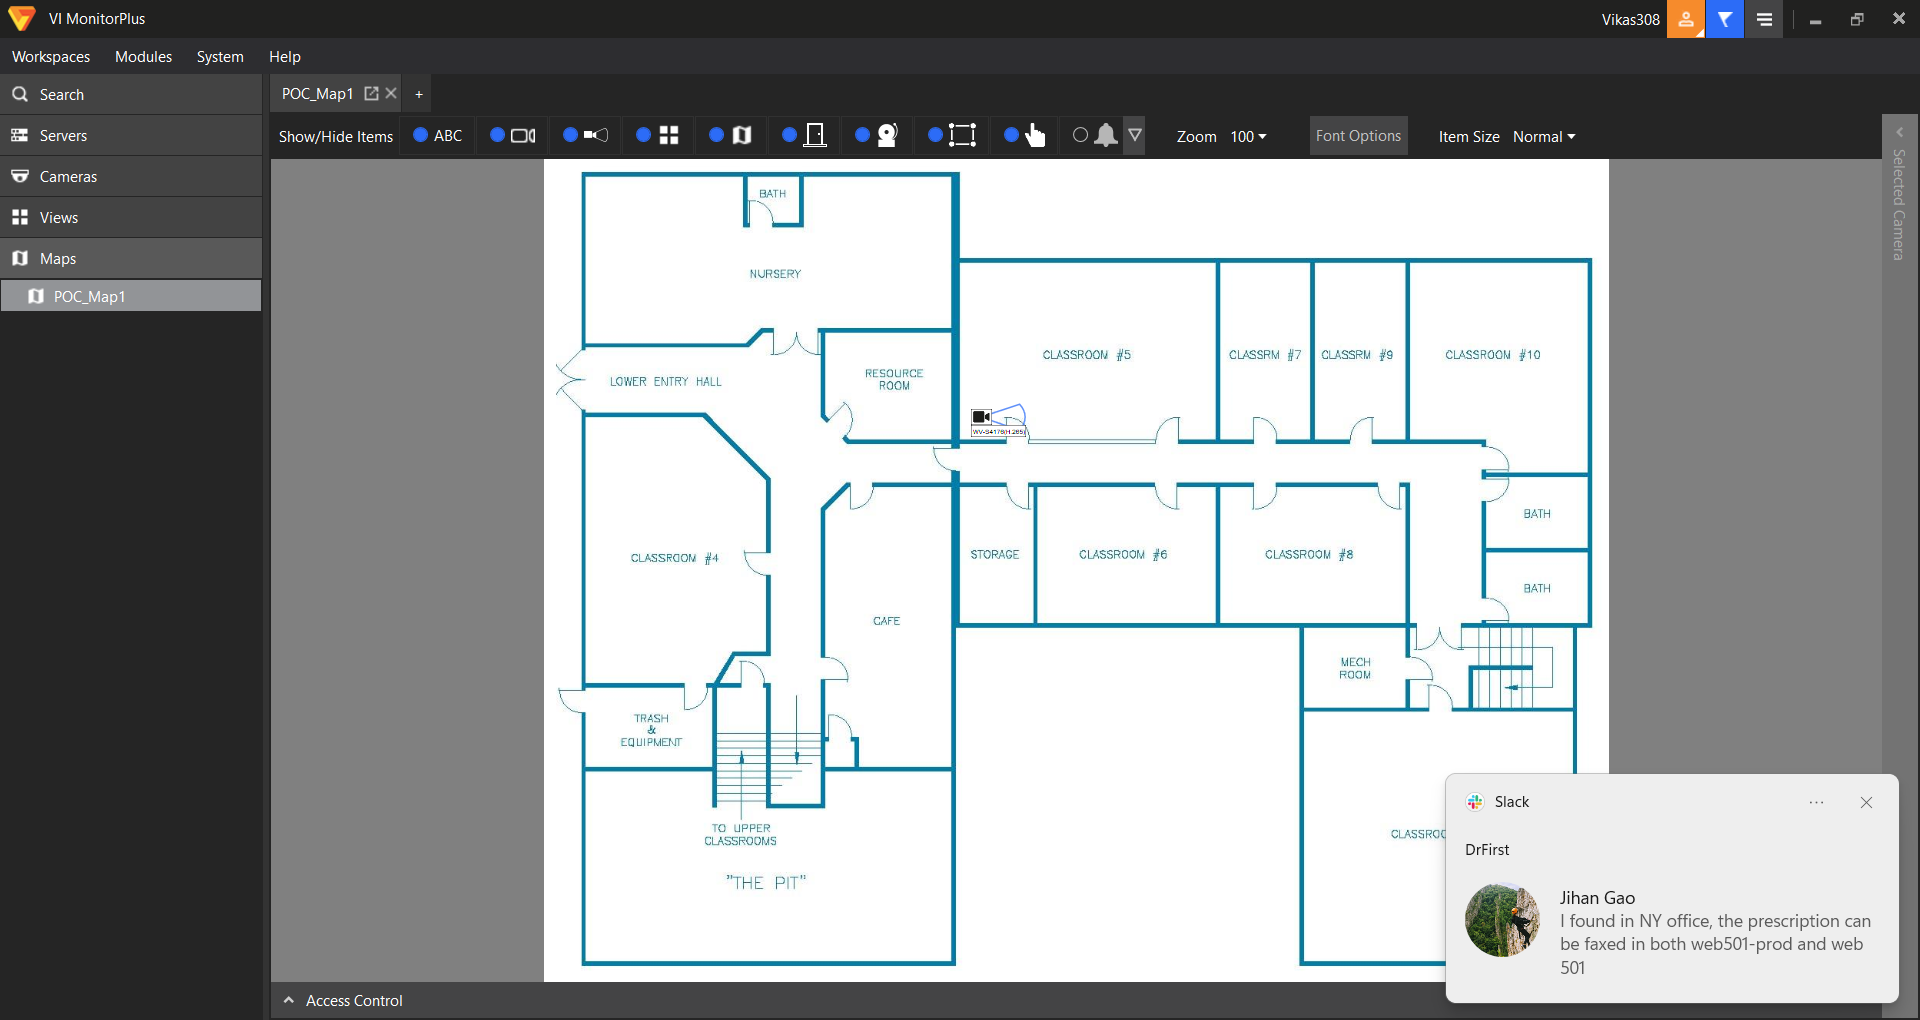 VI MonitorPlus
Vikas308
Workspaces Modules System Help
Search
Servers
Cameras
Views
Maps
POC_Map1
POC_Map1 +
Show/Hide Items ABC Zoom 100 Font Options Item Size Normal
Selected Camera
BATH
NURSERY
LOWER ENTRY HALL
RESOURCE
ROOM
CLASSROOM #5
CLASSRM #7
CLASSRM #9
CLASSROOM #10
WV-S4176(H.265)
CLASSROOM #4
CAFE
STORAGE
CLASSROOM #6
CLASSROOM #8
BATH
BATH
MECH
ROOM
TRASH
&
EQUIPMENT
TO UPPER
CLASSROOMS
"THE PIT"
CLASSROO
Slack
DrFirst
Jihan Gao
I found in NY office, the prescription can
be faxed in both web501-prod and web
501
Access Control